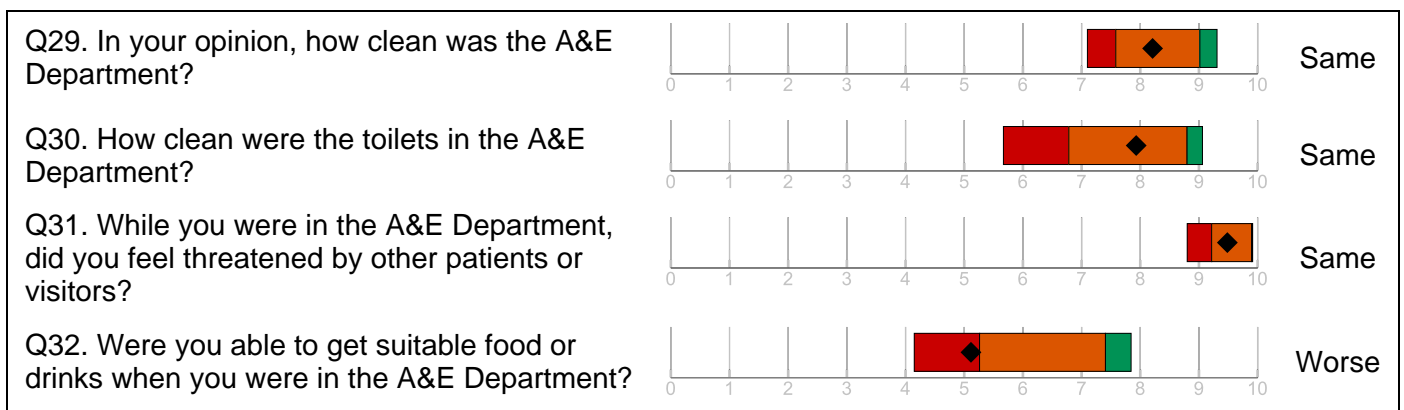 Q29. In your opinion, how clean was the A&E
Department?
Same
0 1 2 3 4 5 6 7 8 9 10
Q30. How clean were the toilets in the A&E
Department?
Same
0 1 2 3 4 5 6 7 8 9 10
Q31. While you were in the A&E Department,
did you feel threatened by other patients or
visitors?
Same
0 1 2 3 4 5 6 7 8 9 10
Q32. Were you able to get suitable food or
drinks when you were in the A&E Department?
Worse
0 1 2 3 4 5 6 7 8 9 10